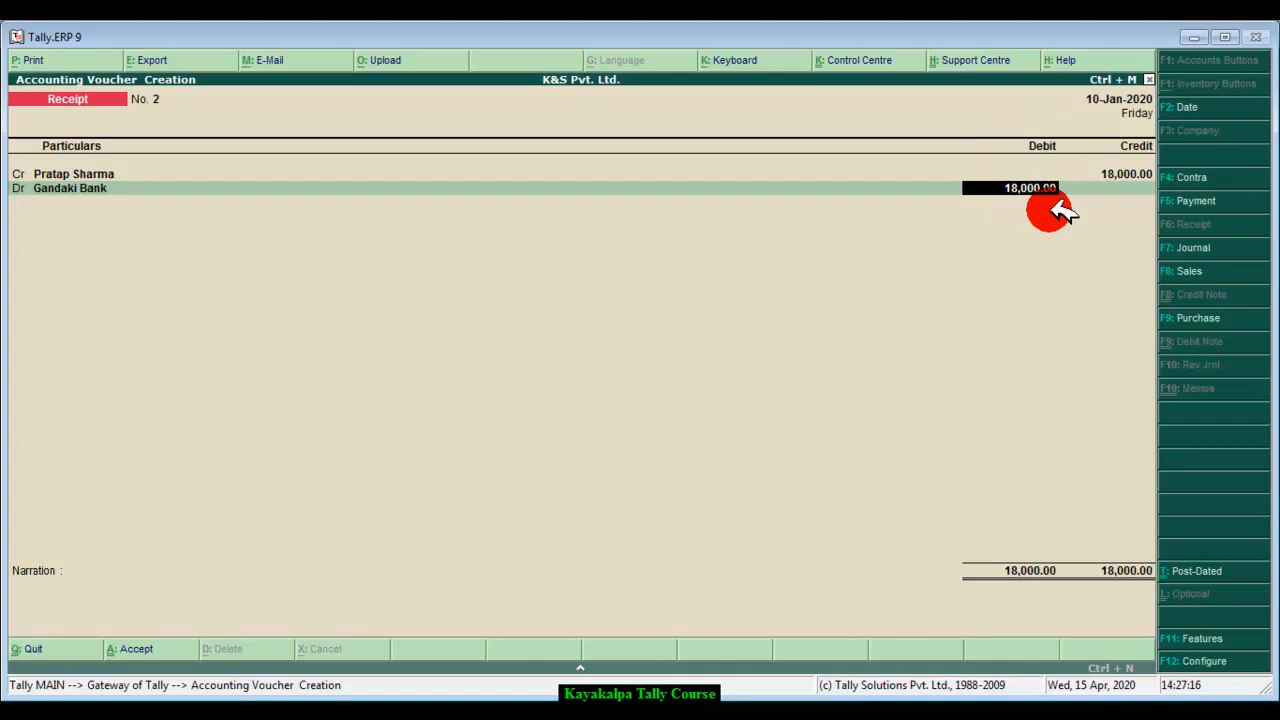 Tally.ERP 9
P: Print E: Export M: E-Mail O: Upload G: Language K: Keyboard K: Control Centre H: Support Centre H: Help
Accounting Voucher Creation K&S Pvt. Ltd. Ctrl + M
Receipt No. 2 10-Jan-2020
Friday
Particulars Debit Credit
Cr Pratap Sharma 18,000.00
Dr Gandaki Bank 18,000.00
Narration : 18,000.00 18,000.00
F1: Accounts Buttons
F1: Inventory Buttons
F2: Date
F3: Company
F4: Contra
F5: Payment
F6: Receipt
F7: Journal
F8: Sales
F8: Credit Note
F9: Purchase
F9: Debit Note
F10: Rev Jrnl
F10: Memos
T: Post-Dated
L: Optional
F11: Features
F12: Configure
Q: Quit A: Accept D: Delete X: Cancel
Ctrl + N
Tally MAIN --> Gateway of Tally --> Accounting Voucher Creation (c) Tally Solutions Pvt. Ltd., 1988-2009 Wed, 15 Apr, 2020 14:27:16
Kayakalpa Tally Course